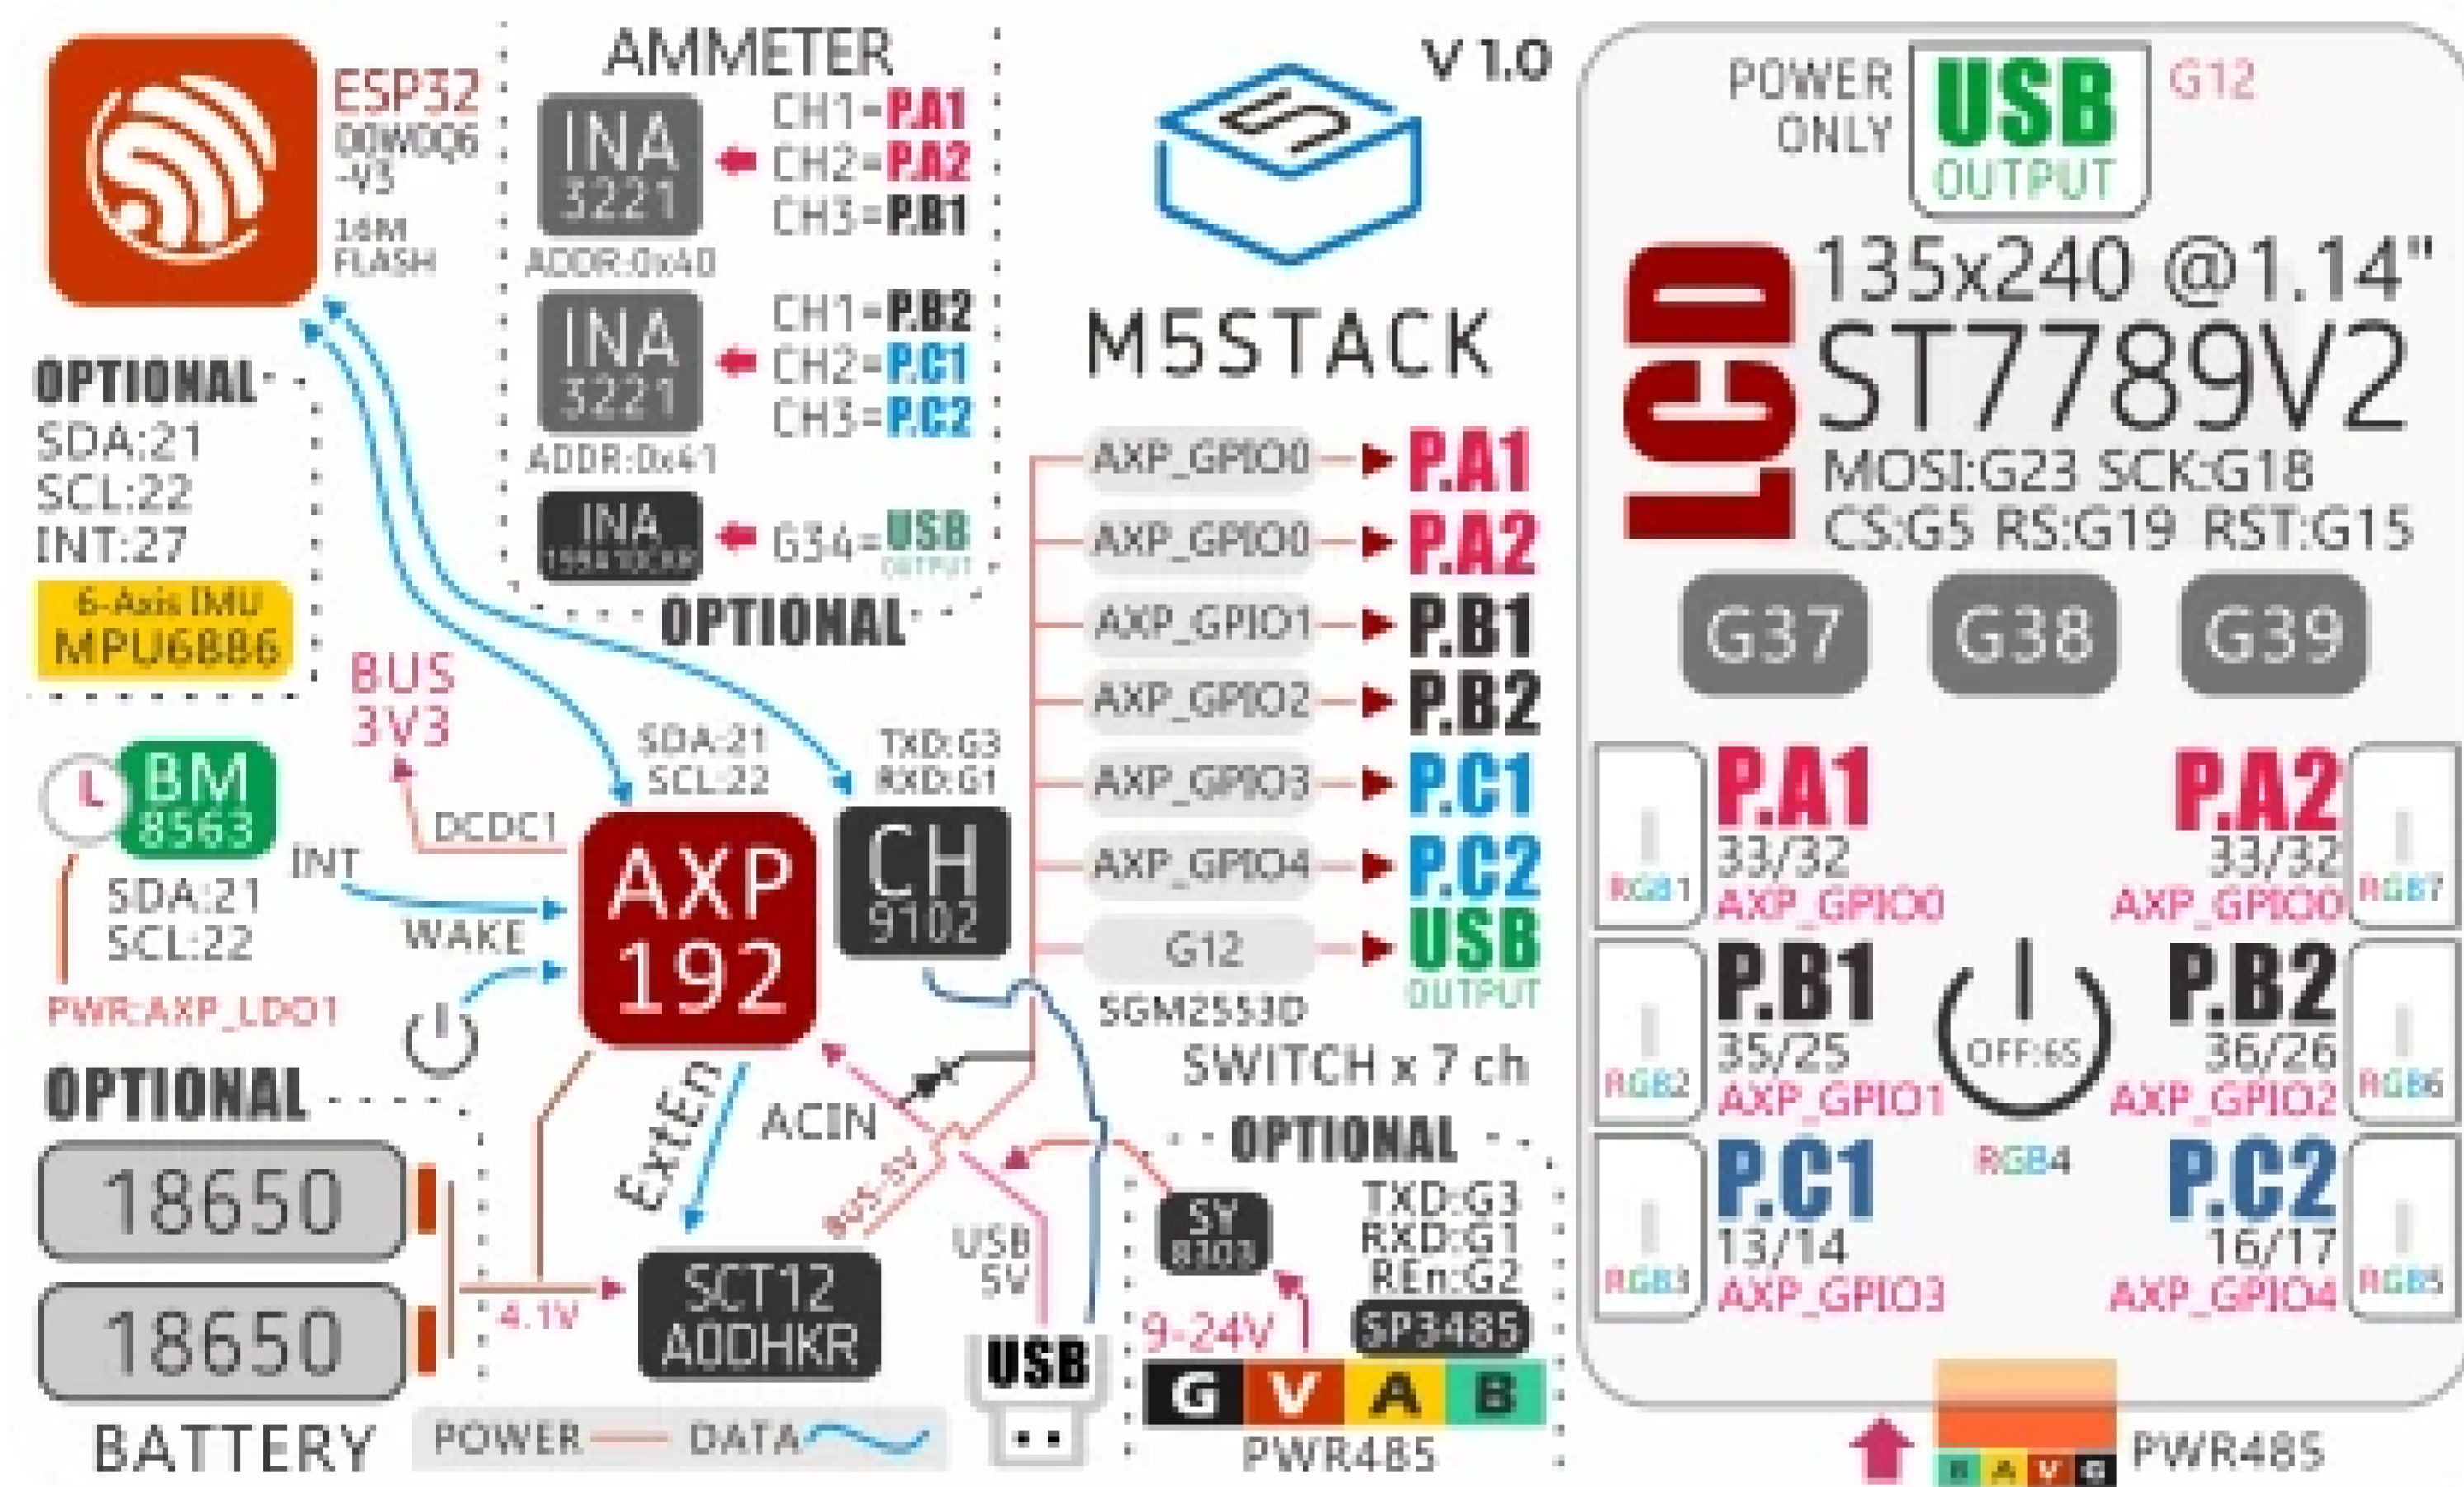 ESP32
D0WDQ6
-V3
16M
FLASH
AMMETER
INA
3221
CH1=P.A1
CH2=P.A2
CH3=P.B1
ADDR:0x40
INA
3221
CH1=P.B2
CH2=P.C1
CH3=P.C2
ADDR:0x41
INA
G34=USB
OUTPUT
OPTIONAL
OPTIONAL
SDA:21
SCL:22
INT:27
6-Axis IMU
MPU6886
BUS
3V3
L BM
8563
SDA:21
SCL:22
PWR:AXP_LDO1
DCDC1
INT
WAKE
SDA:21
SCL:22
AXP
192
TXD:G3
RXD:G1
CH
9102
OPTIONAL
18650
18650
BATTERY
4.1V
ExtEn
ACIN
BUS-5V
SCT12
A0DHKR
USB
5V
USB
POWER
DATA
V 1.0
5
M5STACK
AXP_GPIO0 P.A1
AXP_GPIO0 P.A2
AXP_GPIO1 P.B1
AXP_GPIO2 P.B2
AXP_GPIO3 P.C1
AXP_GPIO4 P.C2
G12 USB
OUTPUT
SGM2553D
SWITCH x 7 ch
OPTIONAL
SY
TXD:G3
RXD:G1
REn:G2
SP3485
9-24V
G V A B
PWR485
POWER
ONLY
USB
OUTPUT
G12
LCD
135x240 @1.14"
ST7789V2
MOSI:G23 SCK:G18
CS:G5 RS:G19 RST:G15
G37 G38 G39
RGB1
P.A1
33/32
AXP_GPIO0
P.A2
33/32
AXP_GPIO0
RGB7
RGB2
P.B1
35/25
AXP_GPIO1
OFF:6S
P.B2
36/26
AXP_GPIO2
RGB6
RGB4
RGB3
P.C1
13/14
AXP_GPIO3
P.C2
16/17
AXP_GPIO4
RGB5
B A V G
PWR485